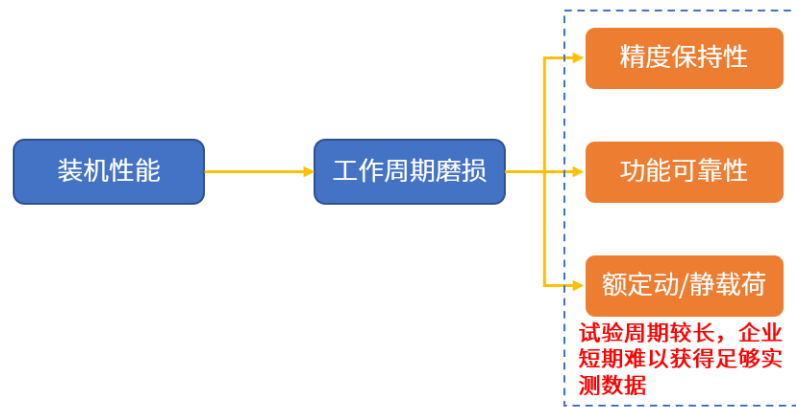 精度保持性
装机性能
工作周期磨损
功能可靠性
额定动/静载荷
试验周期较长，企业
短期难以获得足够实
测数据